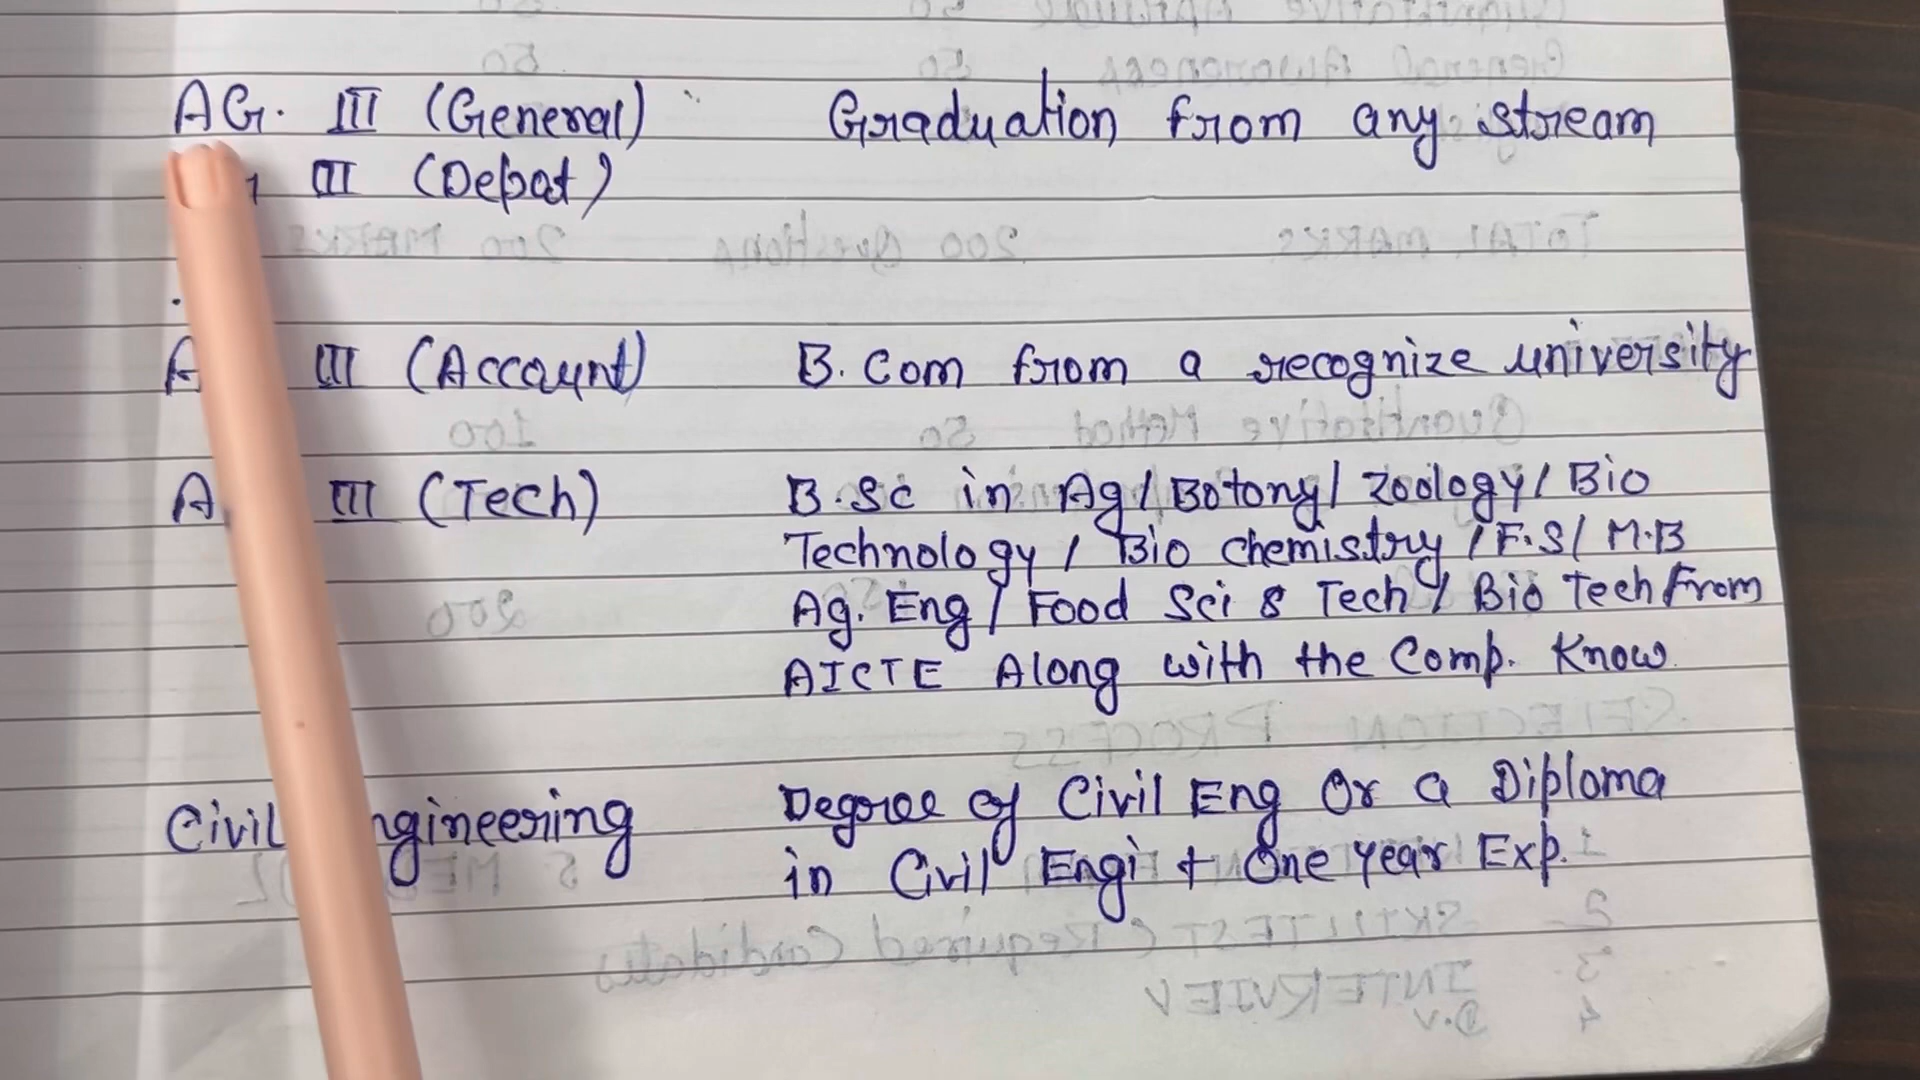 AG. III (General) Graduation from any stream
III (Depot)
A III (Account) B. Com from a recognize university
A III (Tech) B.Sc in Ag / Botony / Zoology / Bio
Technology / Bio chemistry / F.S / M.B
Ag. Eng / Food Sci & Tech / Bio Tech From
AICTE Along with the Comp. Know
Civil ngineering Degree of Civil Eng Or a Diploma
in Civil Engi + One year Exp.